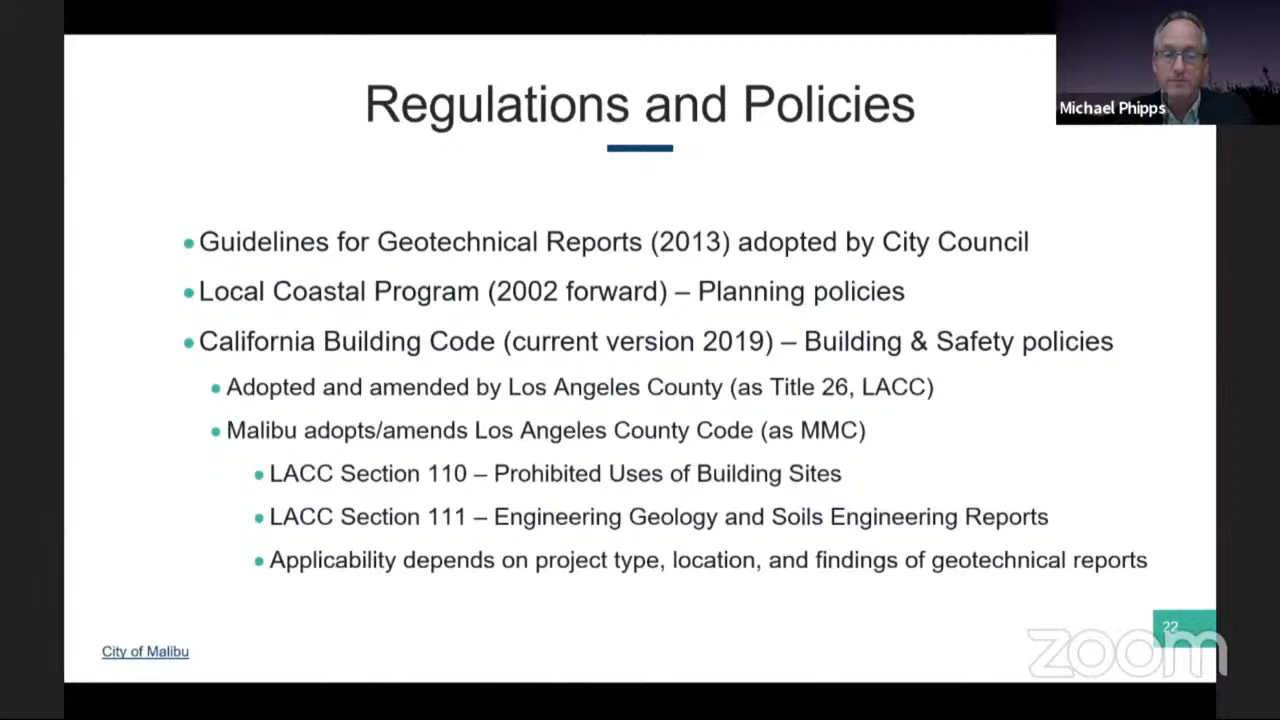 Regulations and Policies
Michael Phipps
Guidelines for Geotechnical Reports (2013) adopted by City Council
Local Coastal Program (2002 forward) – Planning policies
California Building Code (current version 2019) – Building & Safety policies
Adopted and amended by Los Angeles County (as Title 26, LACC)
Malibu adopts/amends Los Angeles County Code (as MMC)
LACC Section 110 – Prohibited Uses of Building Sites
LACC Section 111 – Engineering Geology and Soils Engineering Reports
Applicability depends on project type, location, and findings of geotechnical reports
22
City of Malibu
zoom